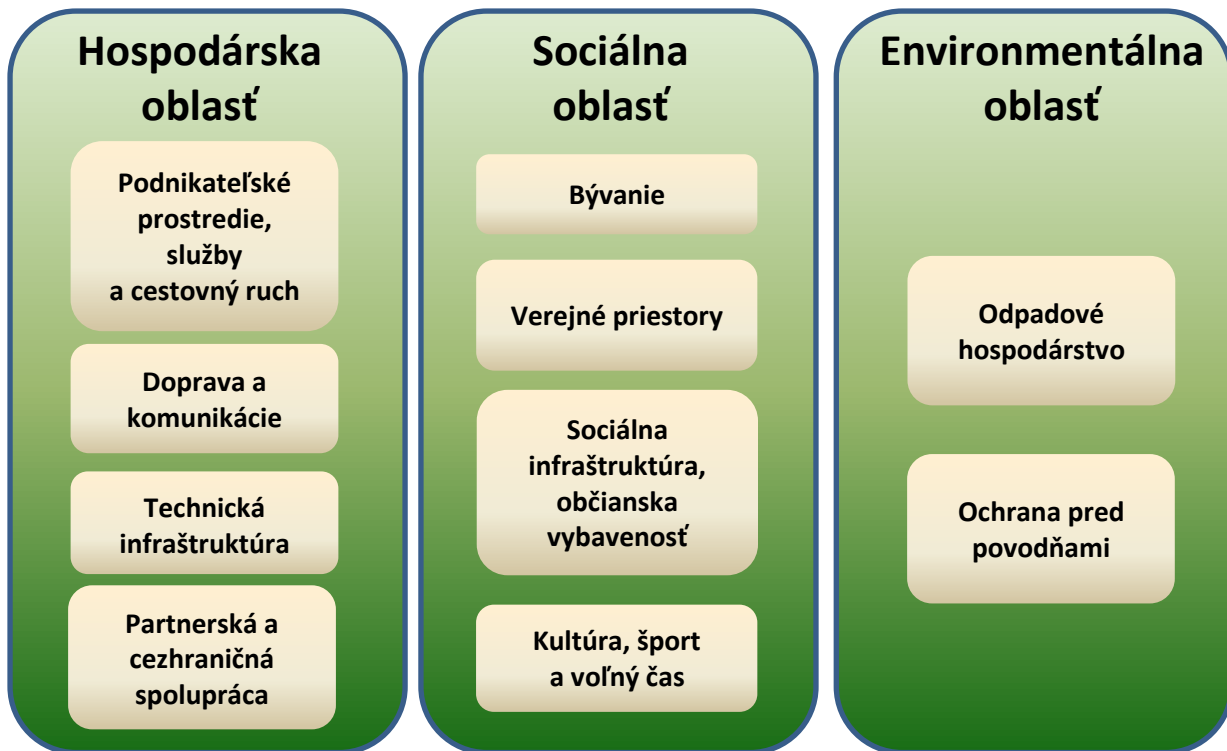 Hospodárska
oblasť
Podnikateľské
prostredie,
služby
a cestovný ruch
Doprava a
komunikácie
Technická
infraštruktúra
Partnerská a
cezhraničná
spolupráca
Sociálna
oblasť
Bývanie
Verejné priestory
Sociálna
infraštruktúra,
občianska
vybavenosť
Kultúra, šport
a voľný čas
Environmentálna
oblasť
Odpadové
hospodárstvo
Ochrana pred
povodňami